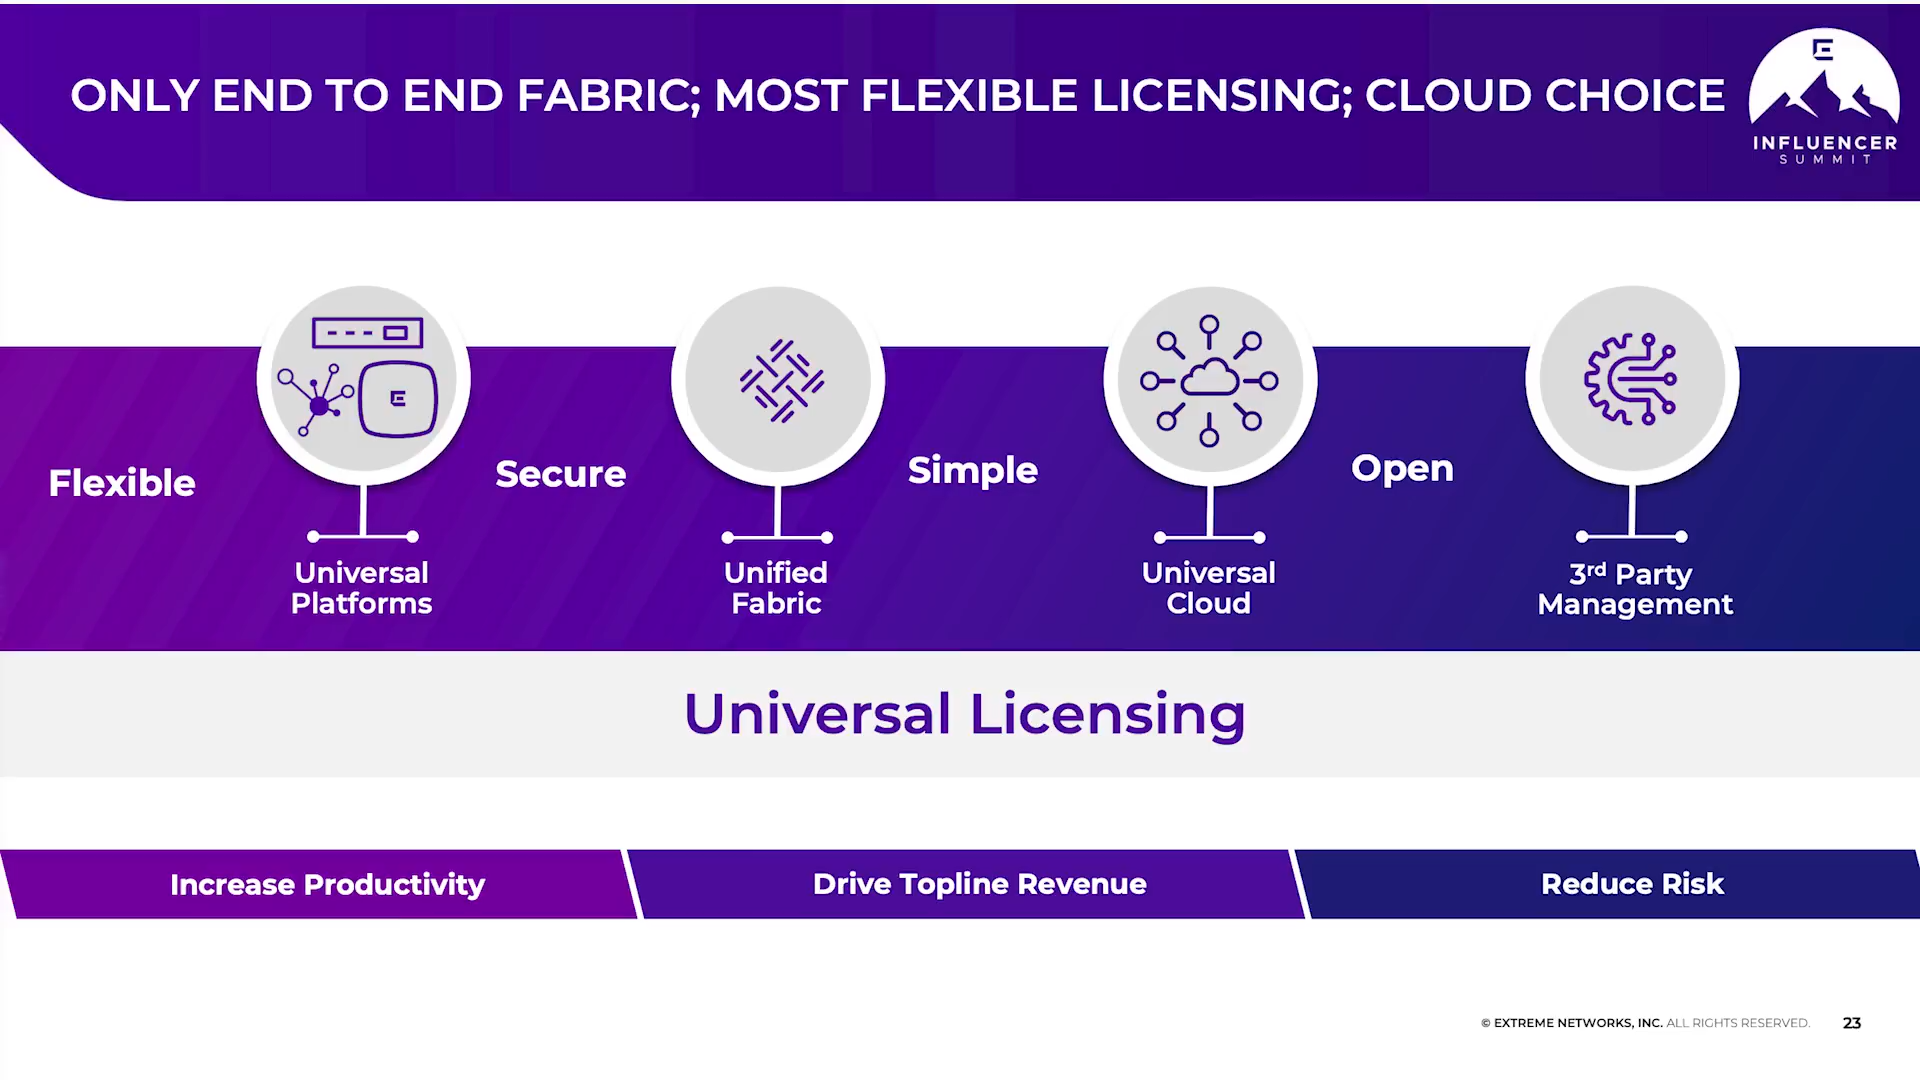 ONLY END TO END FABRIC; MOST FLEXIBLE LICENSING; CLOUD CHOICE
INFLUENCER
SUMMIT
Flexible
Universal
Platforms
Secure
Unified
Fabric
Simple
Universal
Cloud
Open
3rd Party
Management
Universal Licensing
Increase Productivity
Drive Topline Revenue
Reduce Risk
© EXTREME NETWORKS, INC. ALL RIGHTS RESERVED. 23